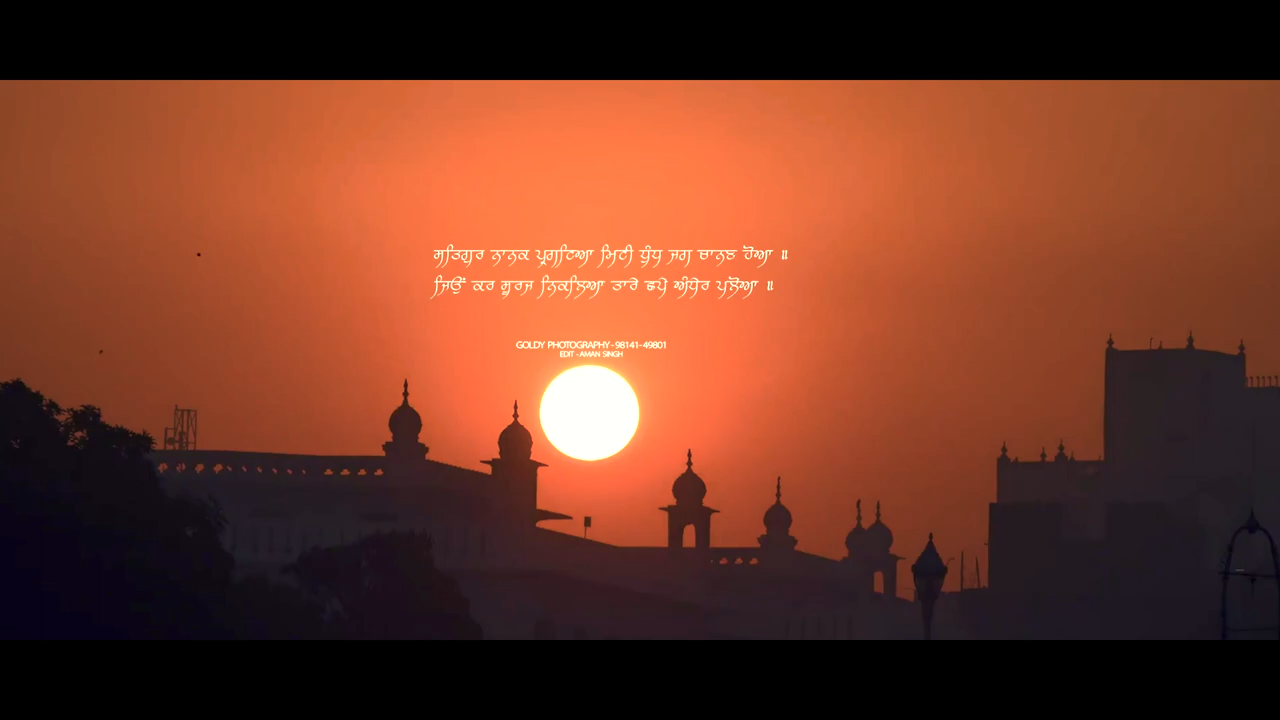 ਸਤਿਗੁਰ ਨਾਨਕ ਪ੍ਰਗਟਿਆ ਮਿਟੀ ਧੁੰਧ ਜਗ ਚਾਨਣ ਹੋਆ ॥
ਜਿਉਂ ਕਰ ਸੂਰਜ ਨਿਕਲਿਆ ਤਾਰੇ ਛਪੇ ਅੰਧੇਰ ਪਲੋਆ ॥
GOLDY PHOTOGRAPHY - 98141-49801
EDIT - AMAN SINGH